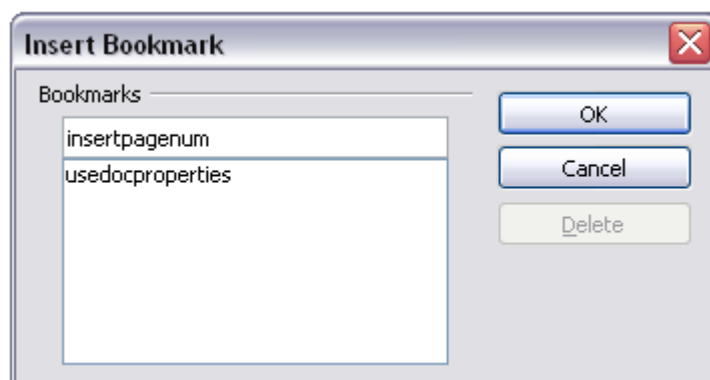 Insert Bookmark
Bookmarks
OK
insertpagenum
Cancel
usedocproperties
Delete